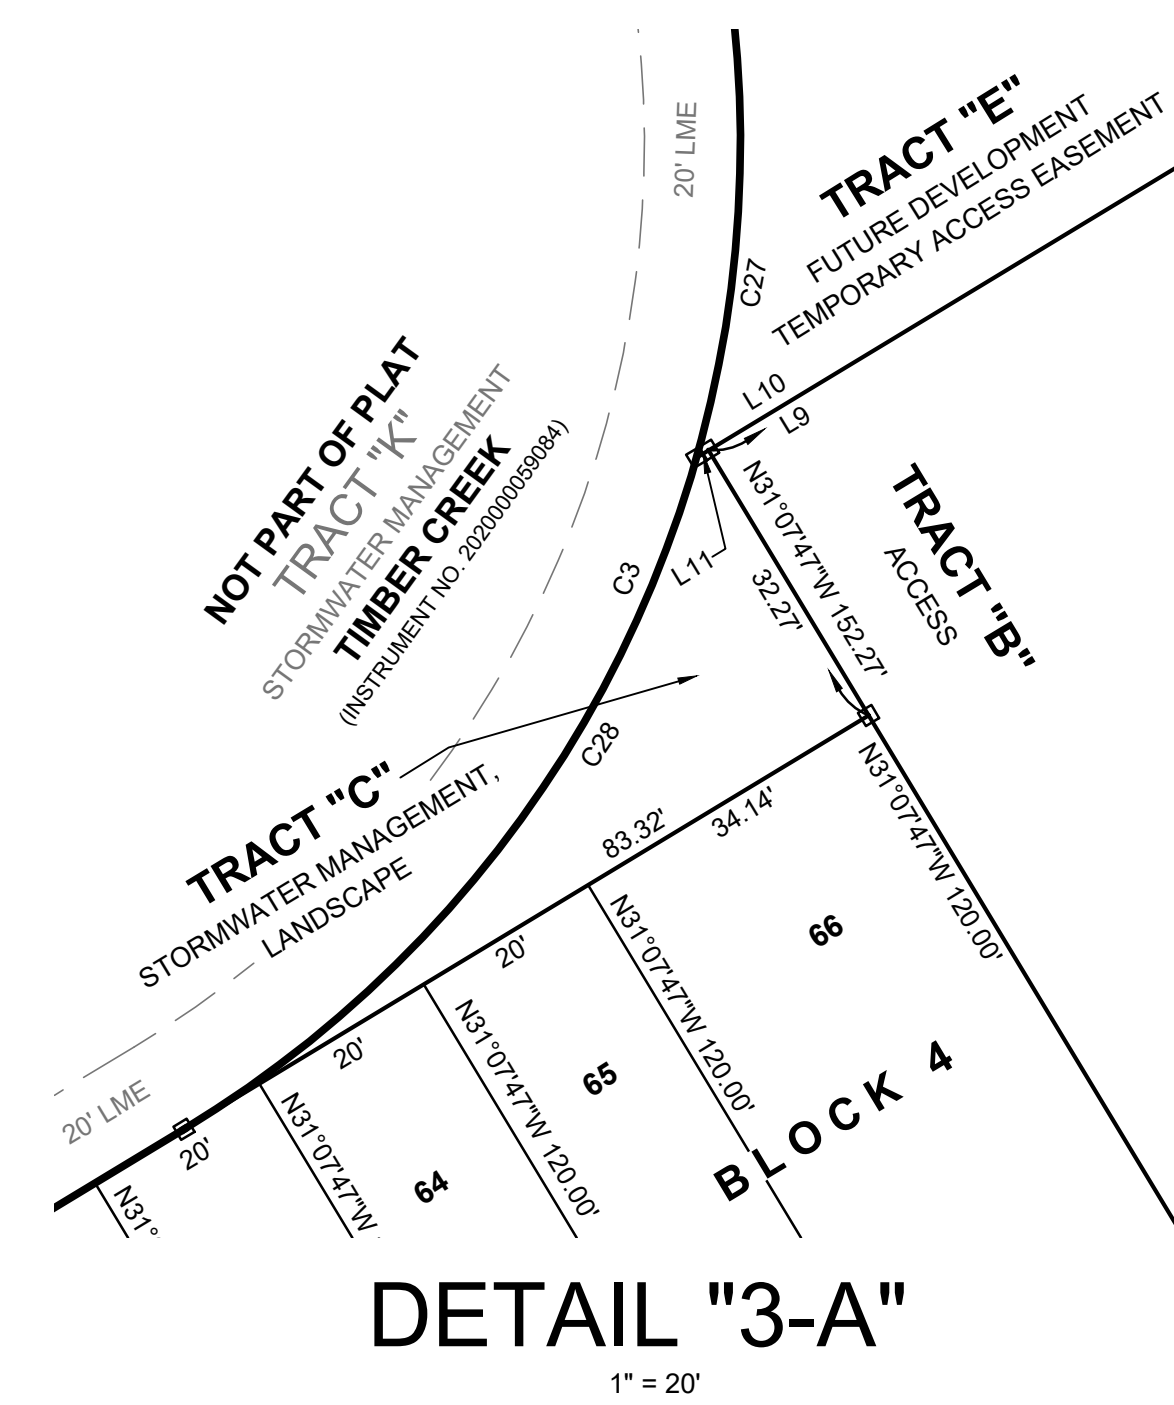 20' LME
TRACT "E"
FUTURE DEVELOPMENT
TEMPORARY ACCESS EASEMENT
C27
L10
L9
NOT PART OF PLAT
TRACT "K"
STORMWATER MANAGEMENT
TIMBER CREEK
(INSTRUMENT NO. 2020000059084)
N31°07'47"W 152.27'
32.27'
L11
C3
TRACT "B"
ACCESS
C28
TRACT "C"
STORMWATER MANAGEMENT,
LANDSCAPE
83.32'
34.14'
N31°07'47"W 120.00'
66
20'
N31°07'47"W 120.00'
65
20'
N31°07'47"W 120.00'
BLOCK 4
20' LME
20'
N31°07'47"W
64
N31°
DETAIL "3-A"
1" = 20'